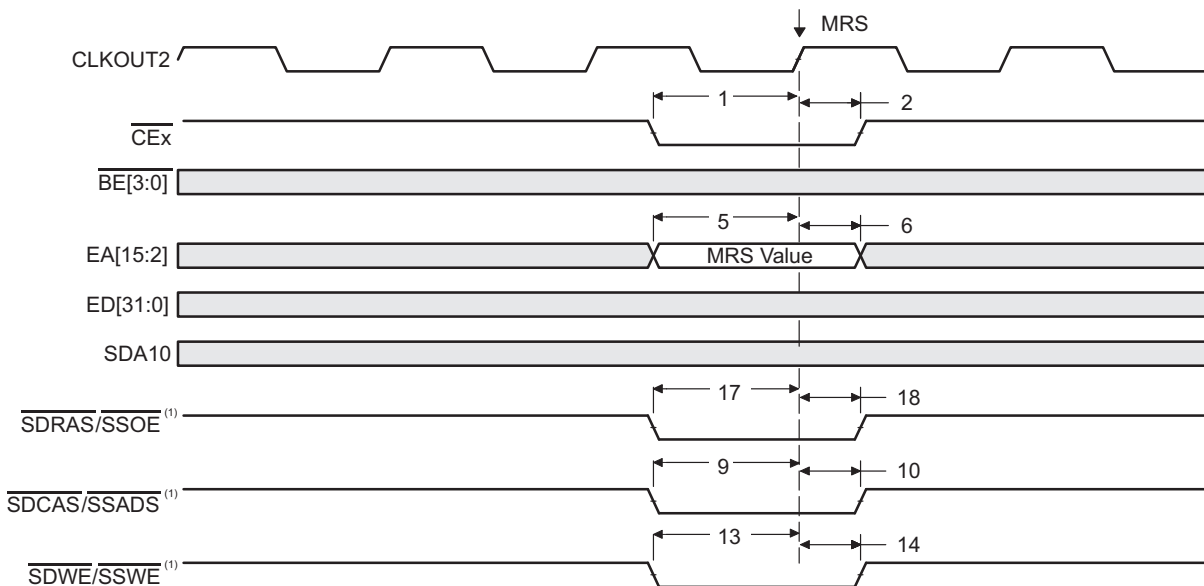 MRS
CLKOUT2
1 2
CEx
BE[3:0]
5 6
EA[15:2] MRS Value
ED[31:0]
SDA10
17 18
SDRAS/SSOE (1)
9 10
SDCAS/SSADS (1)
13 14
SDWE/SSWE (1)